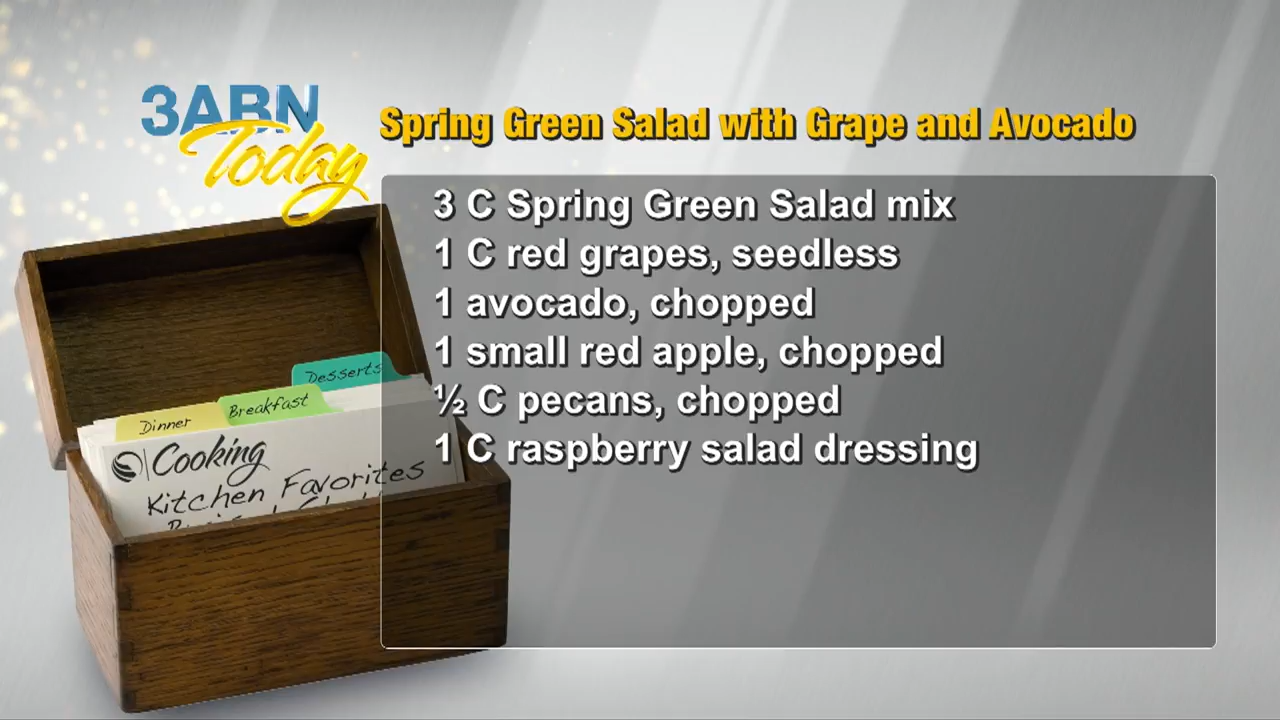 3ABN
Today
Spring Green Salad with Grape and Avocado
3 C Spring Green Salad mix
1 C red grapes, seedless
1 avocado, chopped
1 small red apple, chopped
½ C pecans, chopped
1 C raspberry salad dressing
Desserts
Breakfast
Dinner
Cooking
Kitchen Favorites